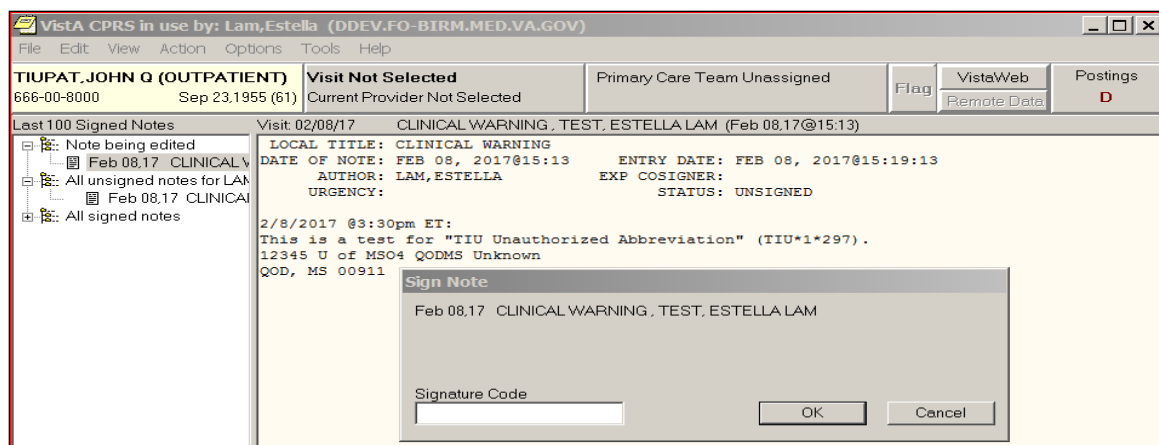 VistA CPRS in use by: Lam,Estella (DDEV.FO-BIRM.MED.VA.GOV)
File Edit View Action Options Tools Help
TIUPAT,JOHN Q (OUTPATIENT) Visit Not Selected Primary Care Team Unassigned Flag VistaWeb Postings
666-00-8000 Sep 23,1955 (61) Current Provider Not Selected Remote Data D
Last 100 Signed Notes Visit: 02/08/17 CLINICAL WARNING , TEST, ESTELLA LAM (Feb 08,17@15:13)
Note being edited
Feb 08,17 CLINICAL V
All unsigned notes for LAM
Feb 08,17 CLINICAL
All signed notes
LOCAL TITLE: CLINICAL WARNING
DATE OF NOTE: FEB 08, 2017@15:13 ENTRY DATE: FEB 08, 2017@15:19:13
AUTHOR: LAM,ESTELLA EXP COSIGNER:
URGENCY: STATUS: UNSIGNED
2/8/2017 @3:30pm ET:
This is a test for "TIU Unauthorized Abbreviation" (TIU*1*297).
12345 U of MSO4 QODMS Unknown
QOD, MS 00911
Sign Note
Feb 08,17 CLINICAL WARNING , TEST, ESTELLA LAM
Signature Code
OK Cancel